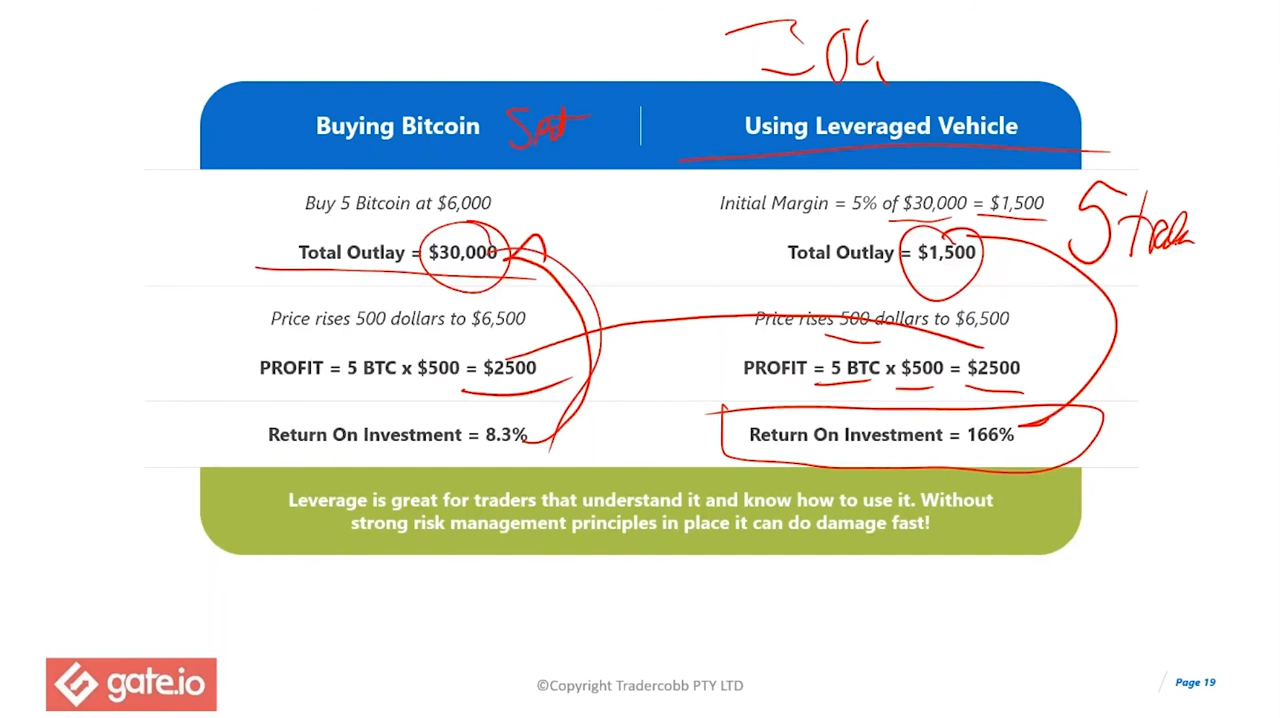 Buying Bitcoin
Using Leveraged Vehicle
Buy 5 Bitcoin at $6,000
Initial Margin = 5% of $30,000 = $1,500
Total Outlay = $30,000
Total Outlay = $1,500
Price rises 500 dollars to $6,500
Price rises 500 dollars to $6,500
PROFIT = 5 BTC x $500 = $2500
PROFIT = 5 BTC x $500 = $2500
Return On Investment = 8.3%
Return On Investment = 166%
Leverage is great for traders that understand it and know how to use it. Without
strong risk management principles in place it can do damage fast!
gate.io
©Copyright Tradercobb PTY LTD
Page 19
5